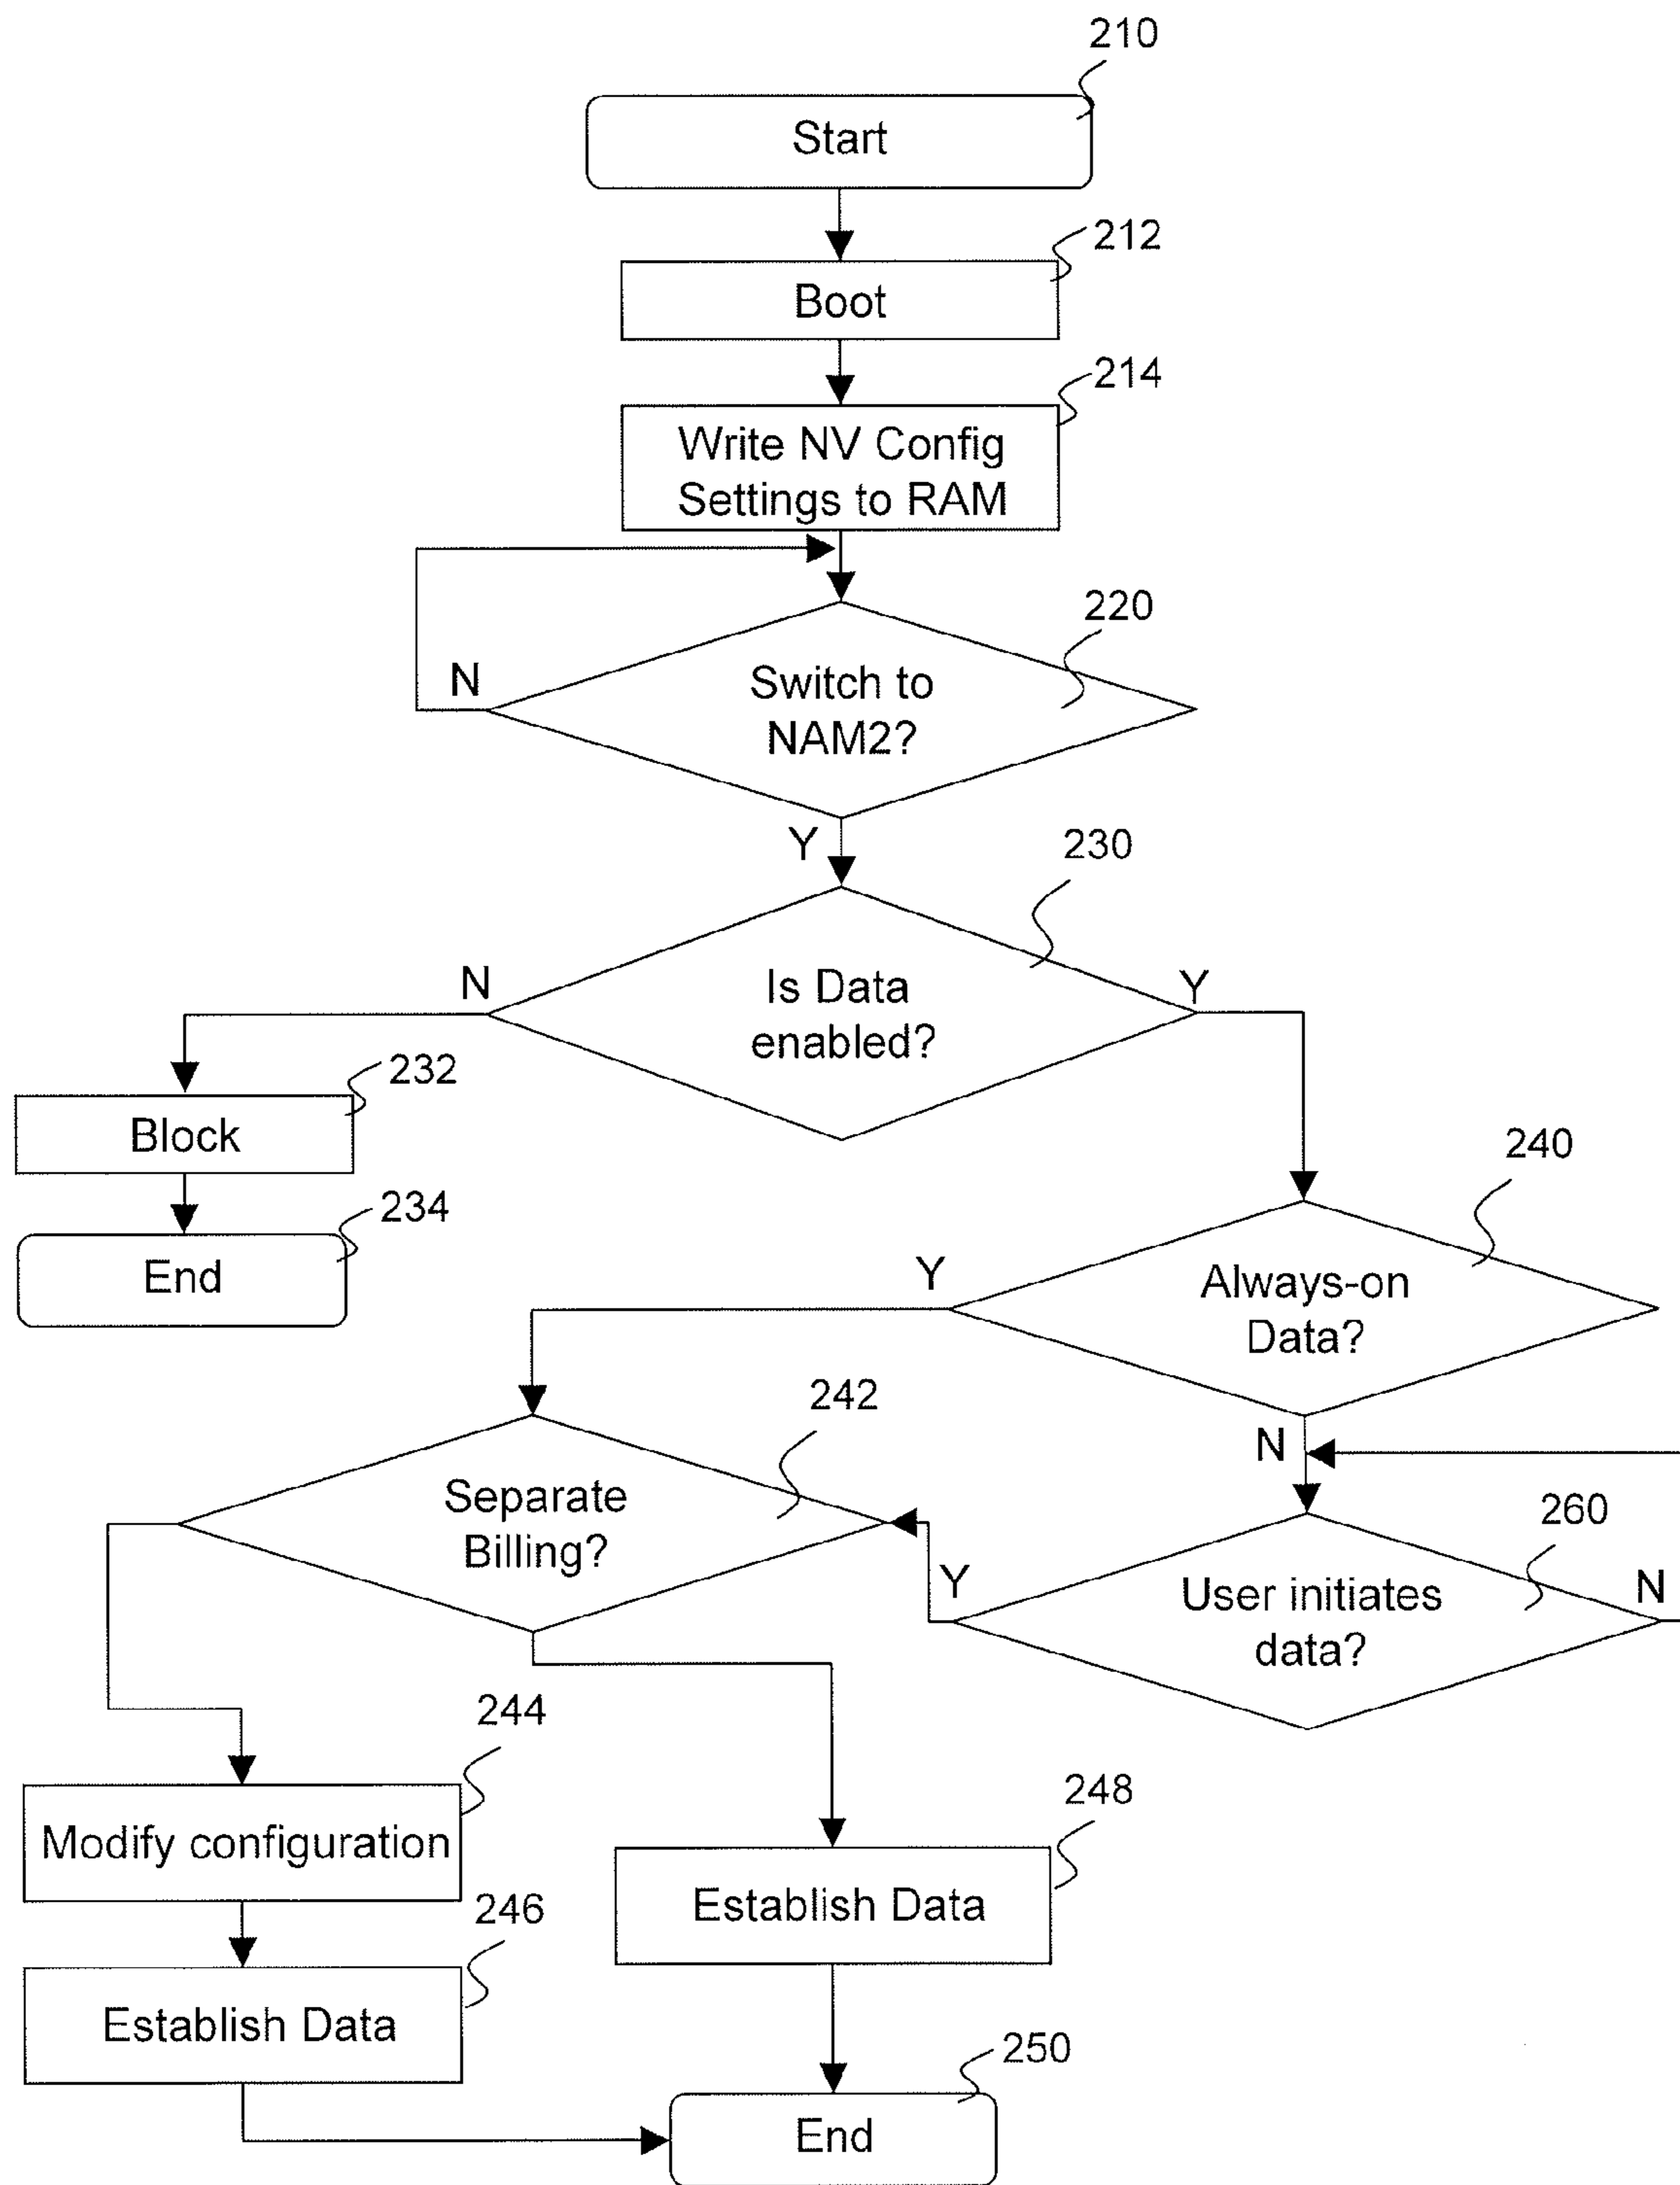 210
Start
212
Boot
214
Write NV Config
Settings to RAM
220
N
Switch to
NAM2?
Y
230
N
Is Data
enabled?
Y
232
Block
240
234
End
Y
Always-on
Data?
242
N
Separate
Billing?
260
Y
User initiates
data?
N
244
Modify configuration
248
246
Establish Data
Establish Data
250
End